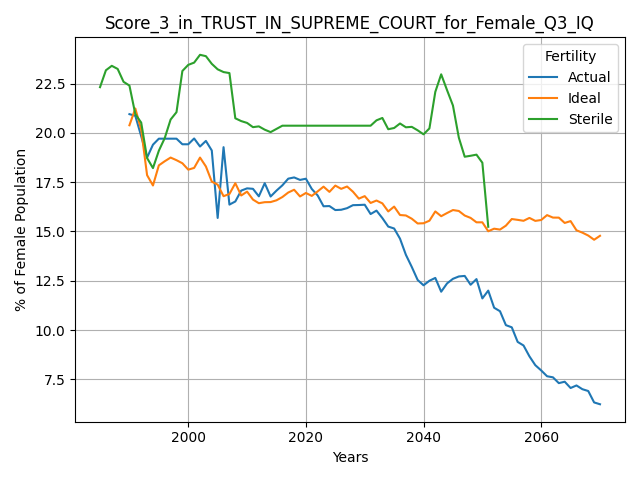 Score_3_in_TRUST_IN_SUPREME_COURT_for_Female_Q3_IQ
Fertility
Actual
Ideal
Sterile
% of Female Population
22.5
20.0
17.5
15.0
12.5
10.0
7.5
2000
2020
2040
2060
Years